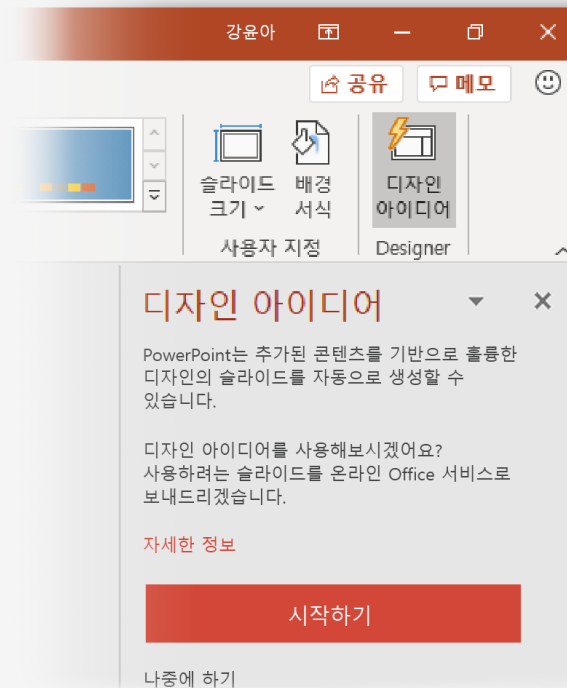 강윤아
공유 메모
슬라이드
크기
배경
서식
디자인
아이디어
사용자 지정
Designer
디자인 아이디어
PowerPoint는 추가된 콘텐츠를 기반으로 훌륭한
디자인의 슬라이드를 자동으로 생성할 수
있습니다.
디자인 아이디어를 사용해보시겠어요?
사용하려는 슬라이드를 온라인 Office 서비스로
보내드리겠습니다.
자세한 정보
시작하기
나중에 하기